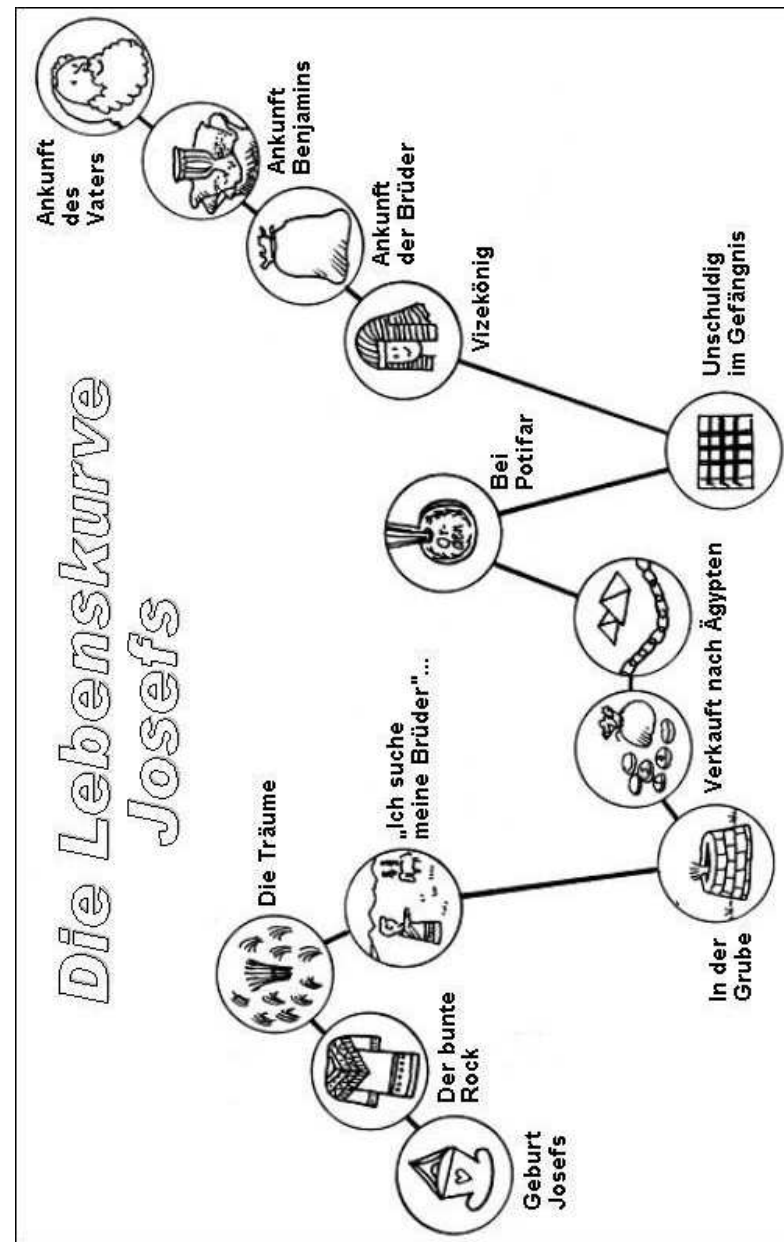 Die Lebenskurve
Josefs
Geburt
Josefs
Der bunte
Rock
Die Träume
„Ich suche
meine Brüder"...
In der
Grube
Verkauft nach Ägypten
Bei
Potifar
Unschuldig
im Gefängnis
Vizekönig
Ankunft
der Brüder
Ankunft
Benjamins
Ankunft
des
Vaters